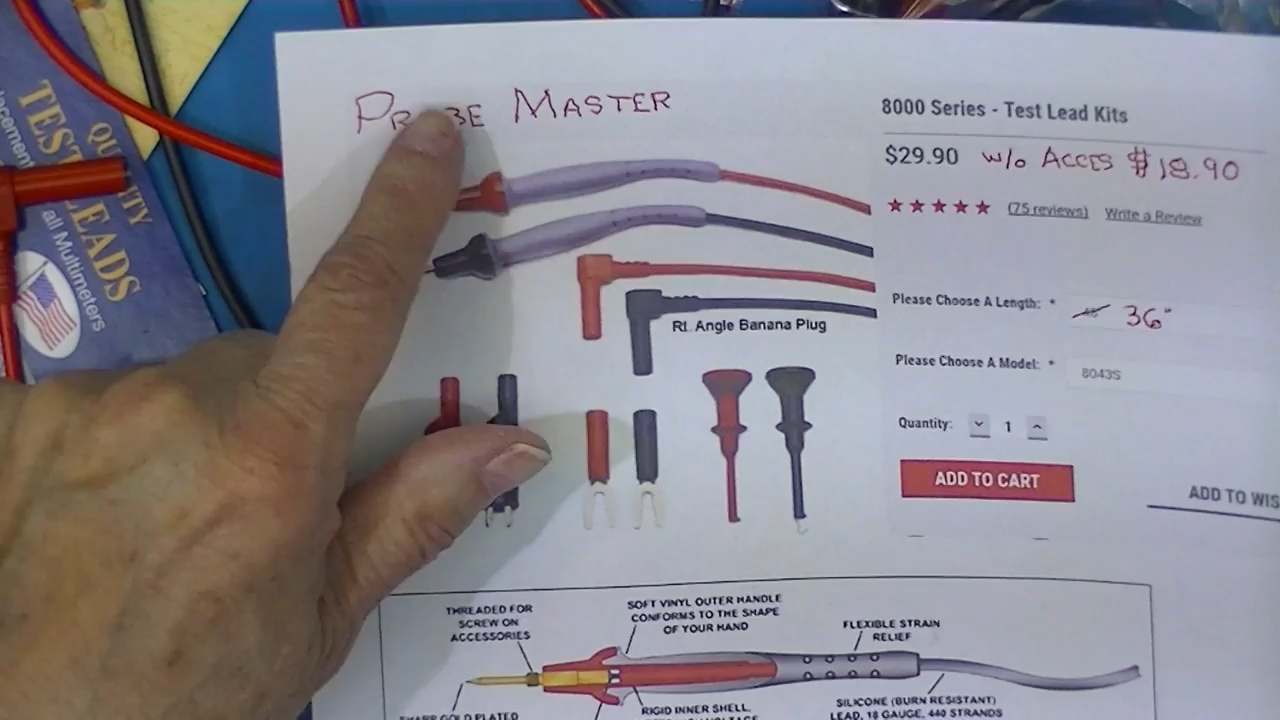 QUALITY
TEST LEADS
all Multimeters
MASTER
8000 Series - Test Lead Kits
$29.90 w/o ACCES $18.90
(75 reviews) Write a Review
Rt. Angle Banana Plug
Please Choose A Length: * 36"
Please Choose A Model: * 8043S
Quantity: 1
ADD TO CART
ADD TO WIS
THREADED FOR
SCREW ON
ACCESSORIES
SOFT VINYL OUTER HANDLE
CONFORMS TO THE SHAPE
OF YOUR HAND
FLEXIBLE STRAIN
RELIEF
SHARP GOLD PLATED
RIGID INNER SHELL,
SILICONE (BURN RESISTANT)
LEAD, 18 GAUGE, 440 STRANDS